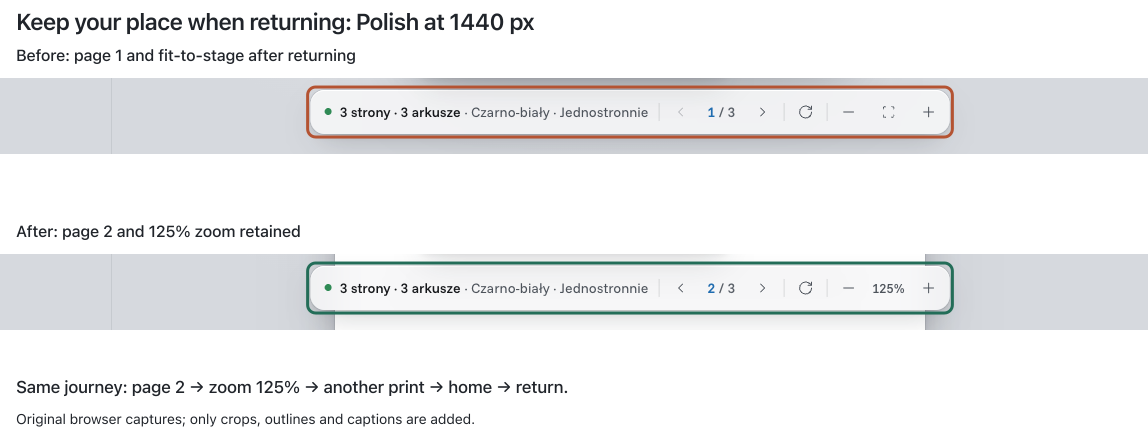 Keep your place when returning: Polish at 1440 px
Before: page 1 and fit-to-stage after returning
3 strony · 3 arkusze · Czarno-biały · Jednostronnie 1 / 3
After: page 2 and 125% zoom retained
3 strony · 3 arkusze · Czarno-biały · Jednostronnie 2 / 3 125%
Same journey: page 2 → zoom 125% → another print → home → return.
Original browser captures; only crops, outlines and captions are added.